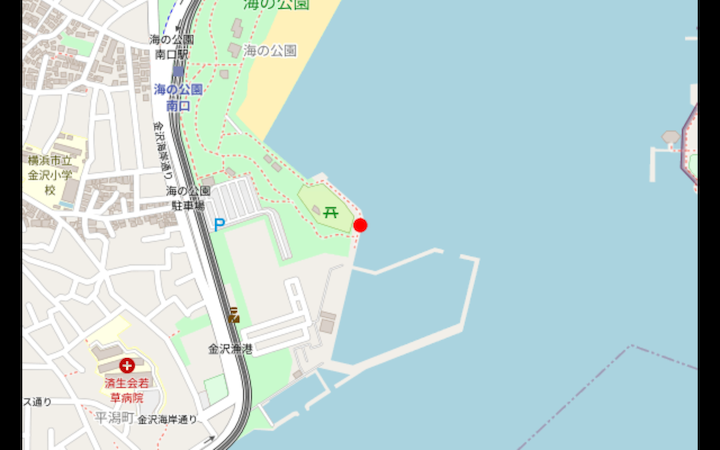 海の公園
海の公園
南口駅
海の公園
海の公園
南口
金沢海岸通り
横浜市立
金沢小学
校
海の公園
駐車場
P
金沢漁港
済生会若
草病院
ス通り
平潟町
金沢海岸通り